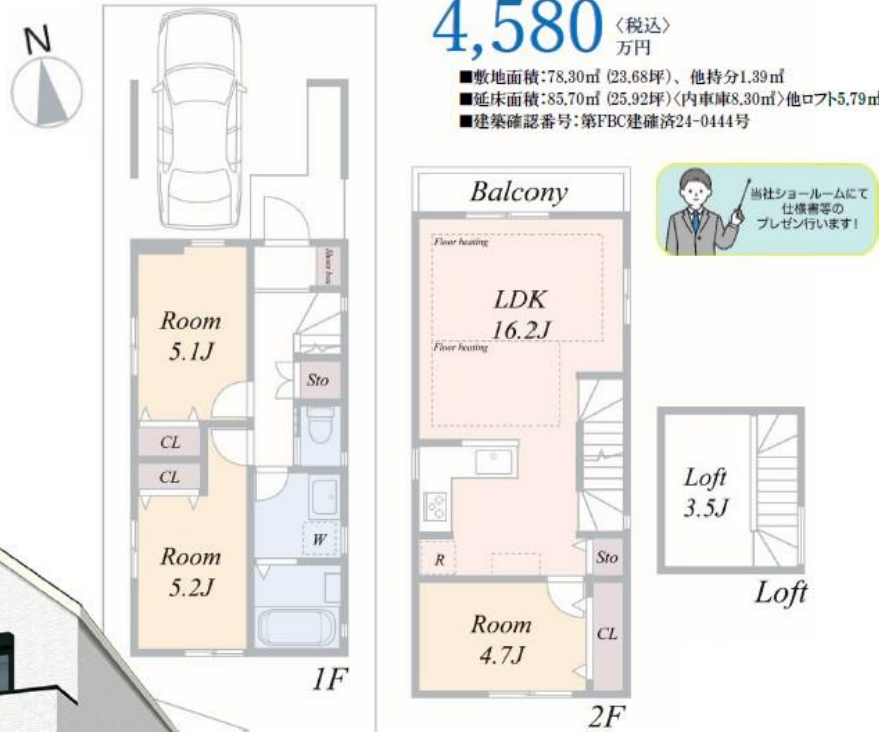 N
4,580 〈税込〉万円
■敷地面積:78.30㎡ (23.68坪)、他持分1.39㎡
■延床面積:85.70㎡ (25.92坪)〈内車庫8.30㎡〉他ロフト5.79㎡
■建築確認番号:第FBC建確済24-0444号
当社ショールームにて
仕様書等の
プレゼン行います!
Shoes box
Room
5.1J
Sto
CL
CL
W
Room
5.2J
1F
Balcony
Floor heating
LDK
16.2J
Floor heating
R
Sto
Room
4.7J
CL
2F
Loft
3.5J
Loft